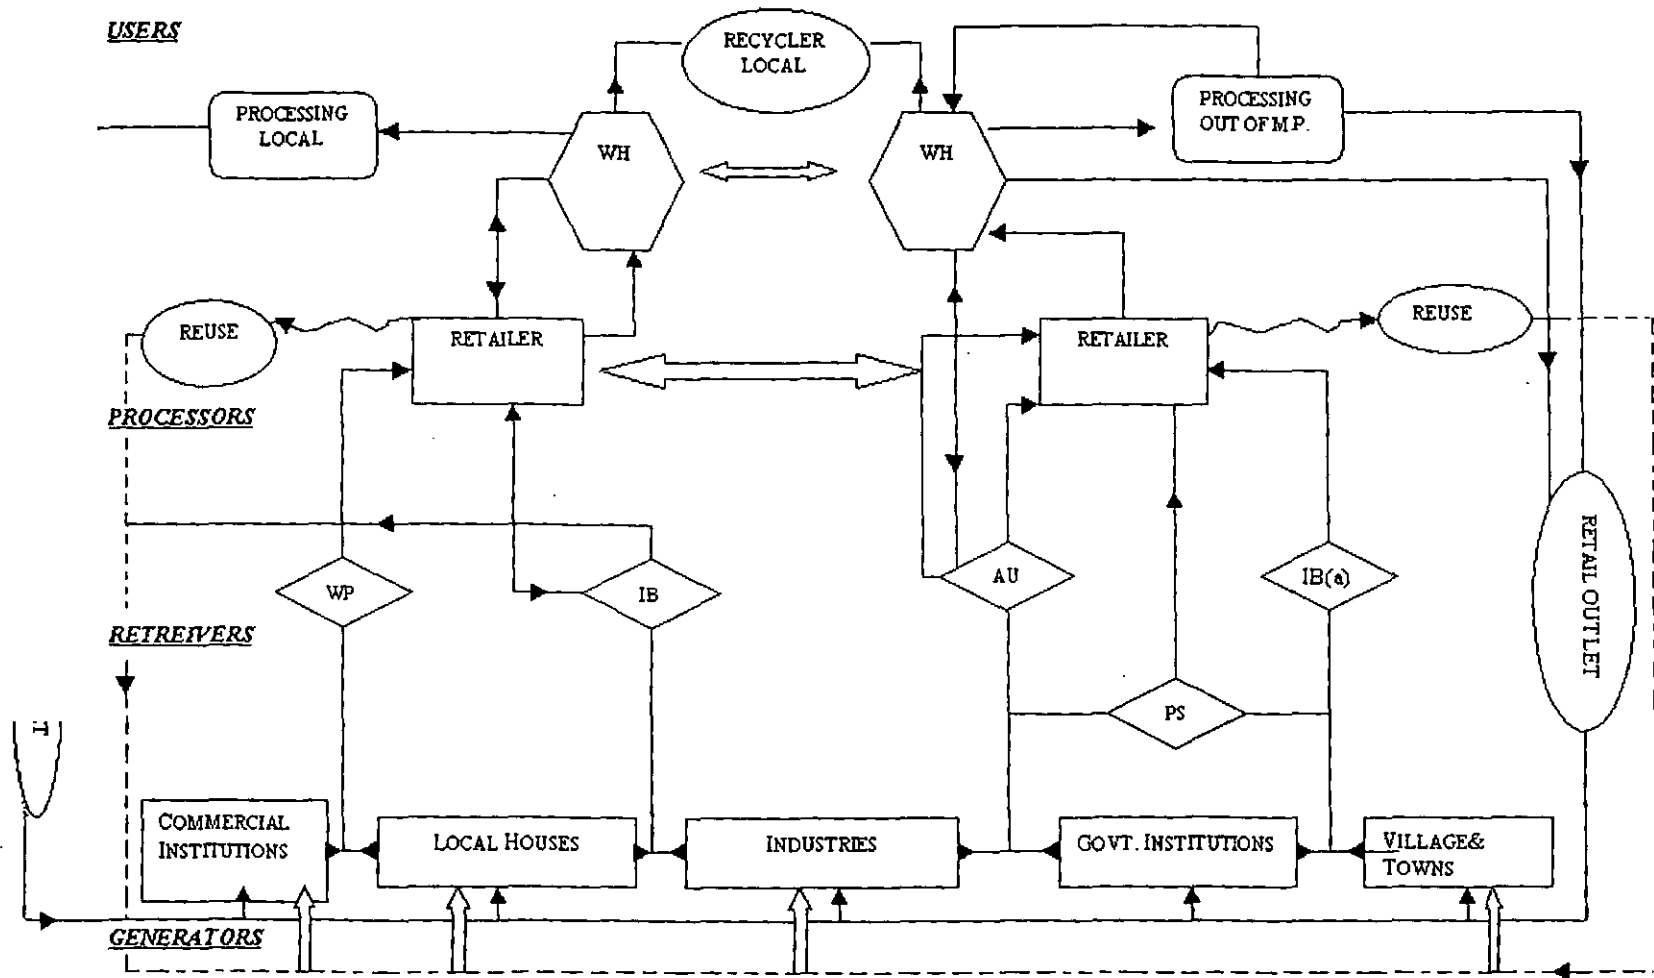 USERS
RECYCLER
LOCAL
PROCESSING
LOCAL
WH
WH
PROCESSING
OUT OF M.P.
REUSE
RETAILER
RETAILER
REUSE
PROCESSORS
WP
IB
AU
IB(a)
RETAIL OUTLET
RETREIVERS
PS
COMMERCIAL
INSTITUTIONS
LOCAL HOUSES
INDUSTRIES
GOVT. INSTITUTIONS
VILLAGE&
TOWNS
GENERATORS